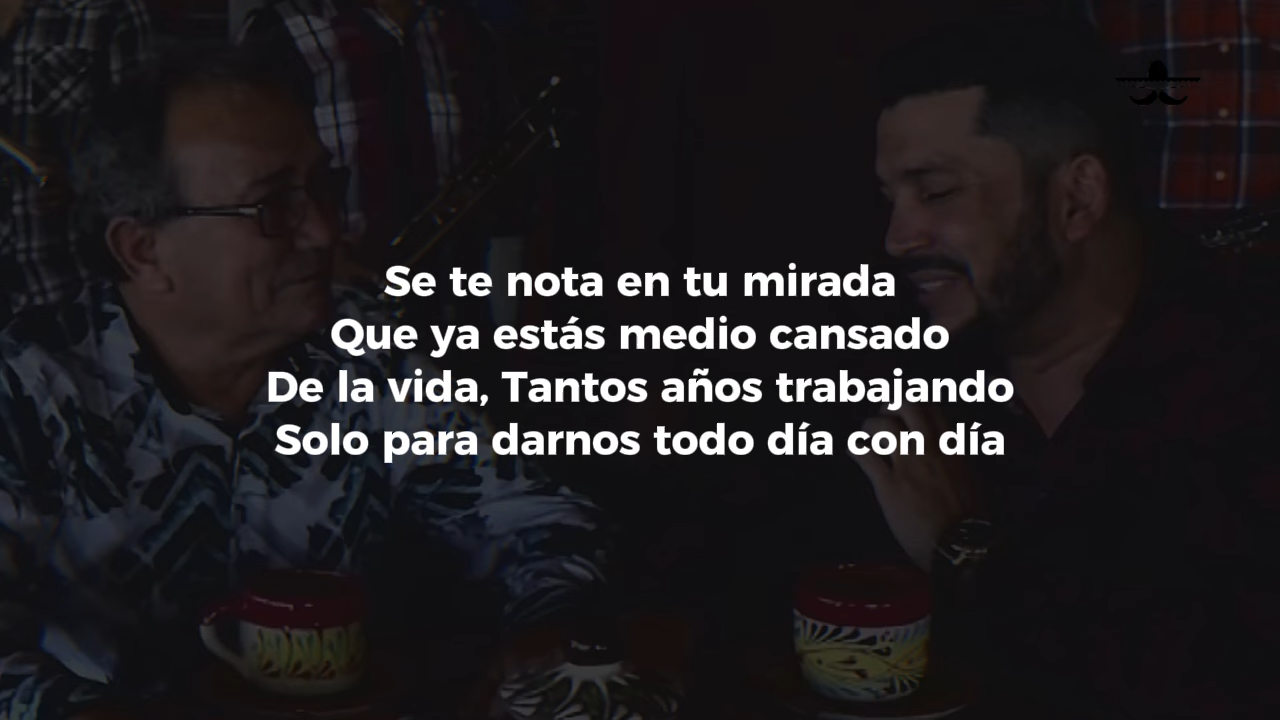 Se te nota en tu mirada
Que ya estás medio cansado
De la vida, Tantos años trabajando
Solo para darnos todo día con día